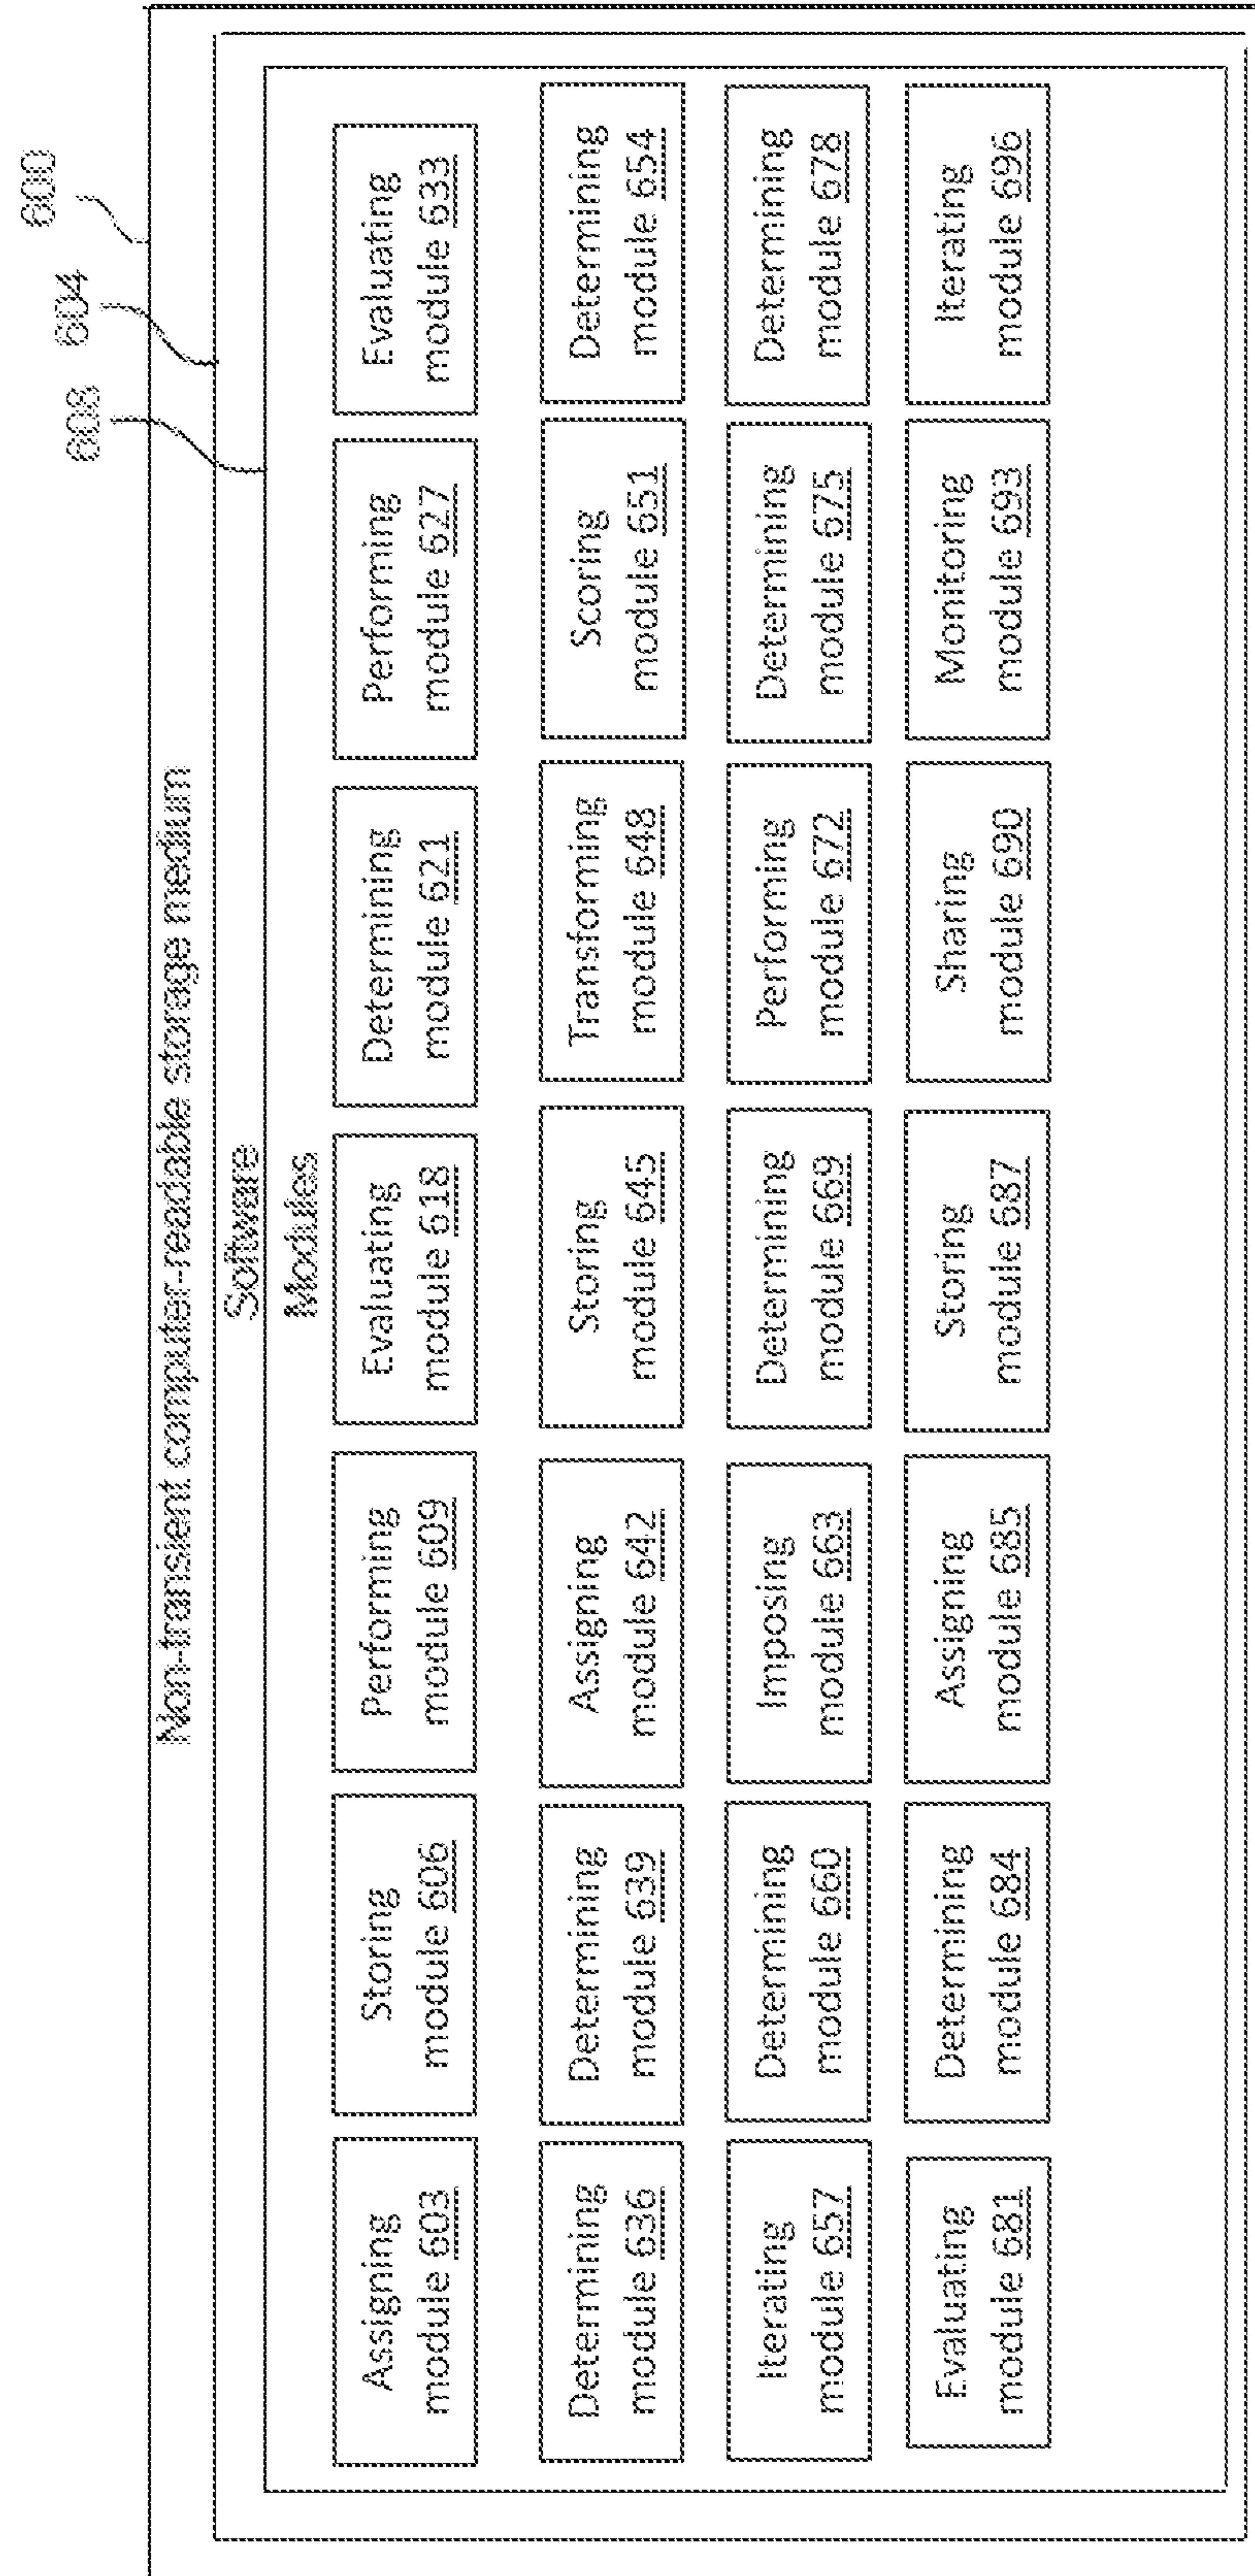 600
604
608
Non-transient computer-readable storage medium
Software
Modules
Assigning
module 603
Storing
module 606
Performing
module 609
Evaluating
module 618
Determining
module 621
Performing
module 627
Evaluating
module 633
Determining
module 636
Determining
module 639
Assigning
module 642
Storing
module 645
Transforming
module 648
Scoring
module 651
Determining
module 654
Iterating
module 657
Determining
module 660
Imposing
module 663
Determining
module 669
Performing
module 672
Determining
module 675
Determining
module 678
Evaluating
module 681
Determining
module 684
Assigning
module 685
Storing
module 687
Sharing
module 690
Monitoring
module 693
Iterating
module 696